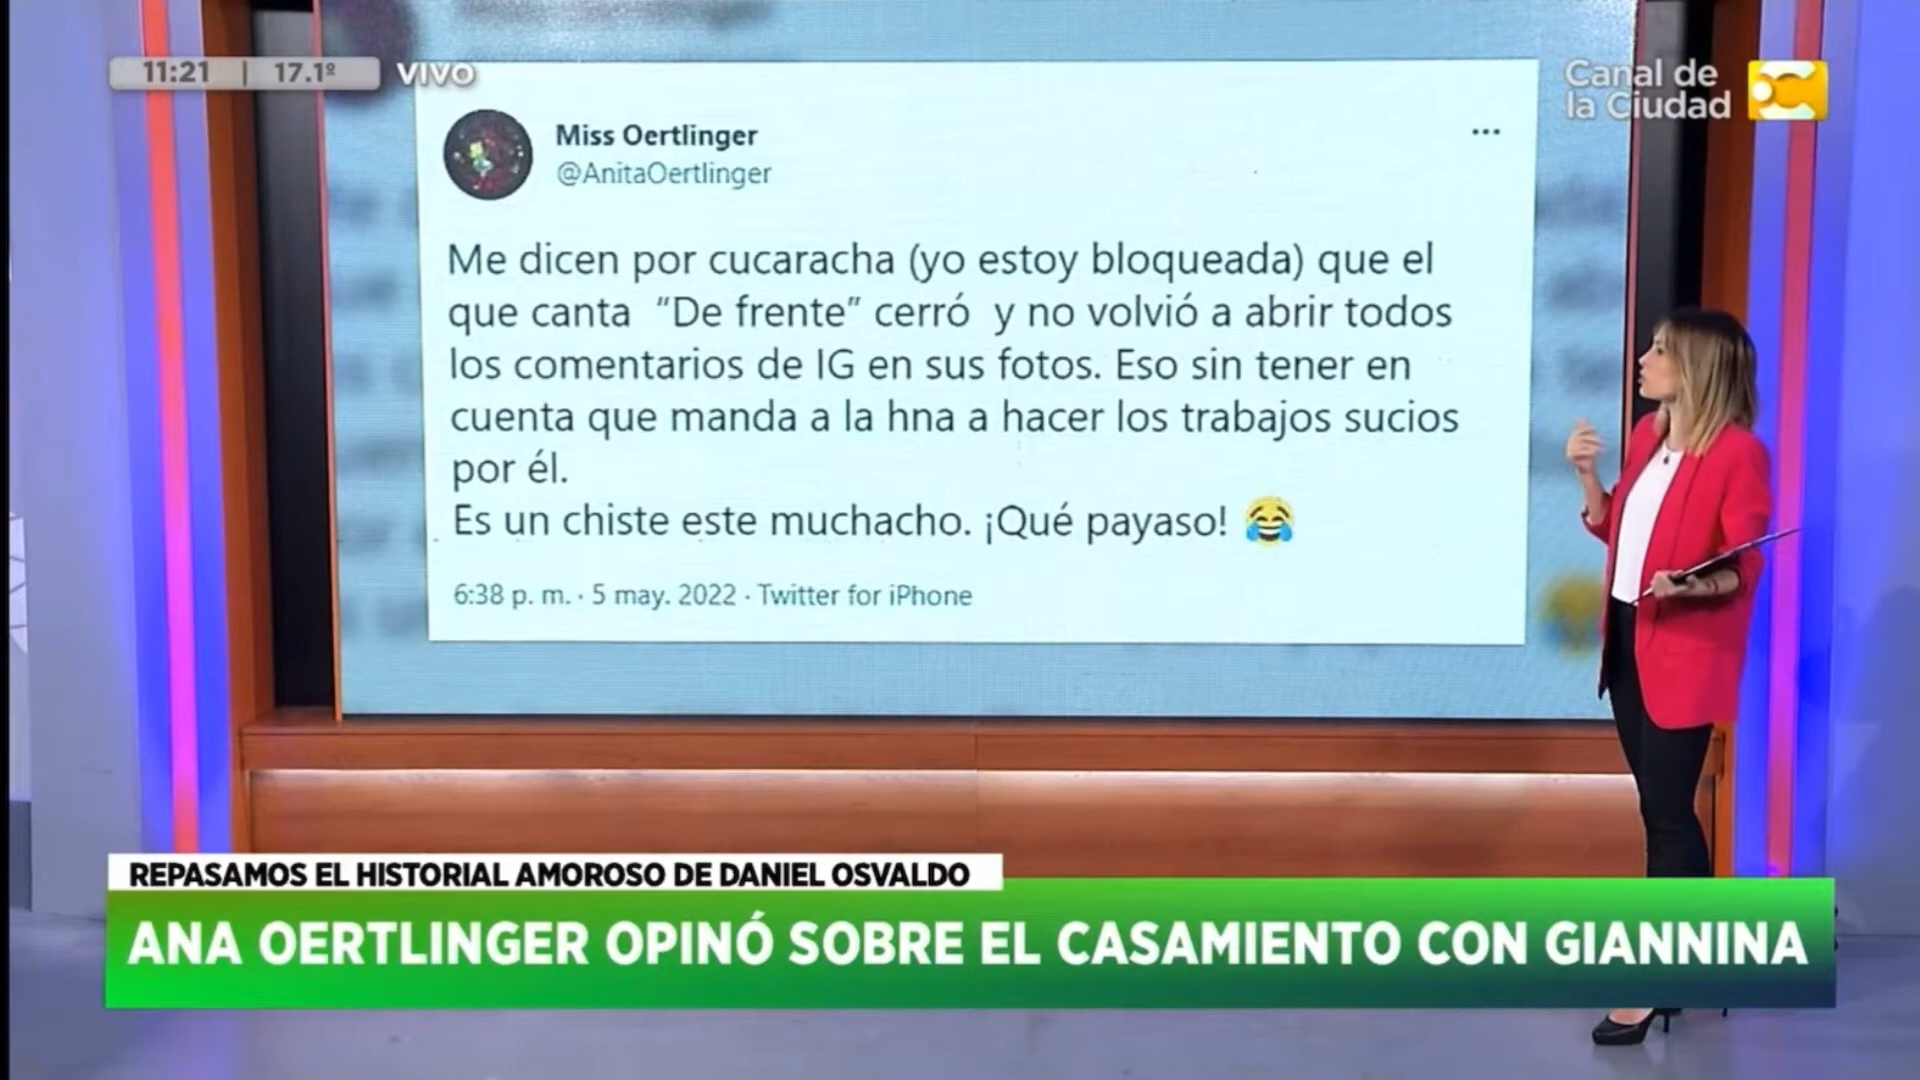 11:21 | 17.1º VIVO
Canal de
la Ciudad
Miss Oertlinger
@AnitaOertlinger
Me dicen por cucaracha (yo estoy bloqueada) que el
que canta “De frente” cerró y no volvió a abrir todos
los comentarios de IG en sus fotos. Eso sin tener en
cuenta que manda a la hna a hacer los trabajos sucios
por él.
Es un chiste este muchacho. ¡Qué payaso! 😂
6:38 p. m. · 5 may. 2022 · Twitter for iPhone
REPASAMOS EL HISTORIAL AMOROSO DE DANIEL OSVALDO
ANA OERTLINGER OPINÓ SOBRE EL CASAMIENTO CON GIANNINA